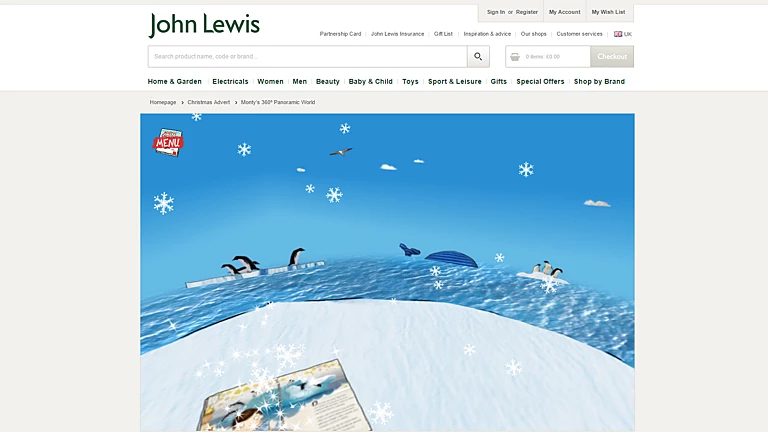 Sign In or Register My Account My Wish List
John Lewis
Partnership Card John Lewis Insurance Gift List Inspiration & advice Our shops Customer services UK
Search product name, code or brand...
0 items: £0.00 Checkout
Home & Garden Electricals Women Men Beauty Baby & Child Toys Sport & Leisure Gifts Special Offers Shop by Brand
Homepage > Christmas Advert > Monty's 360º Panoramic World
MENU